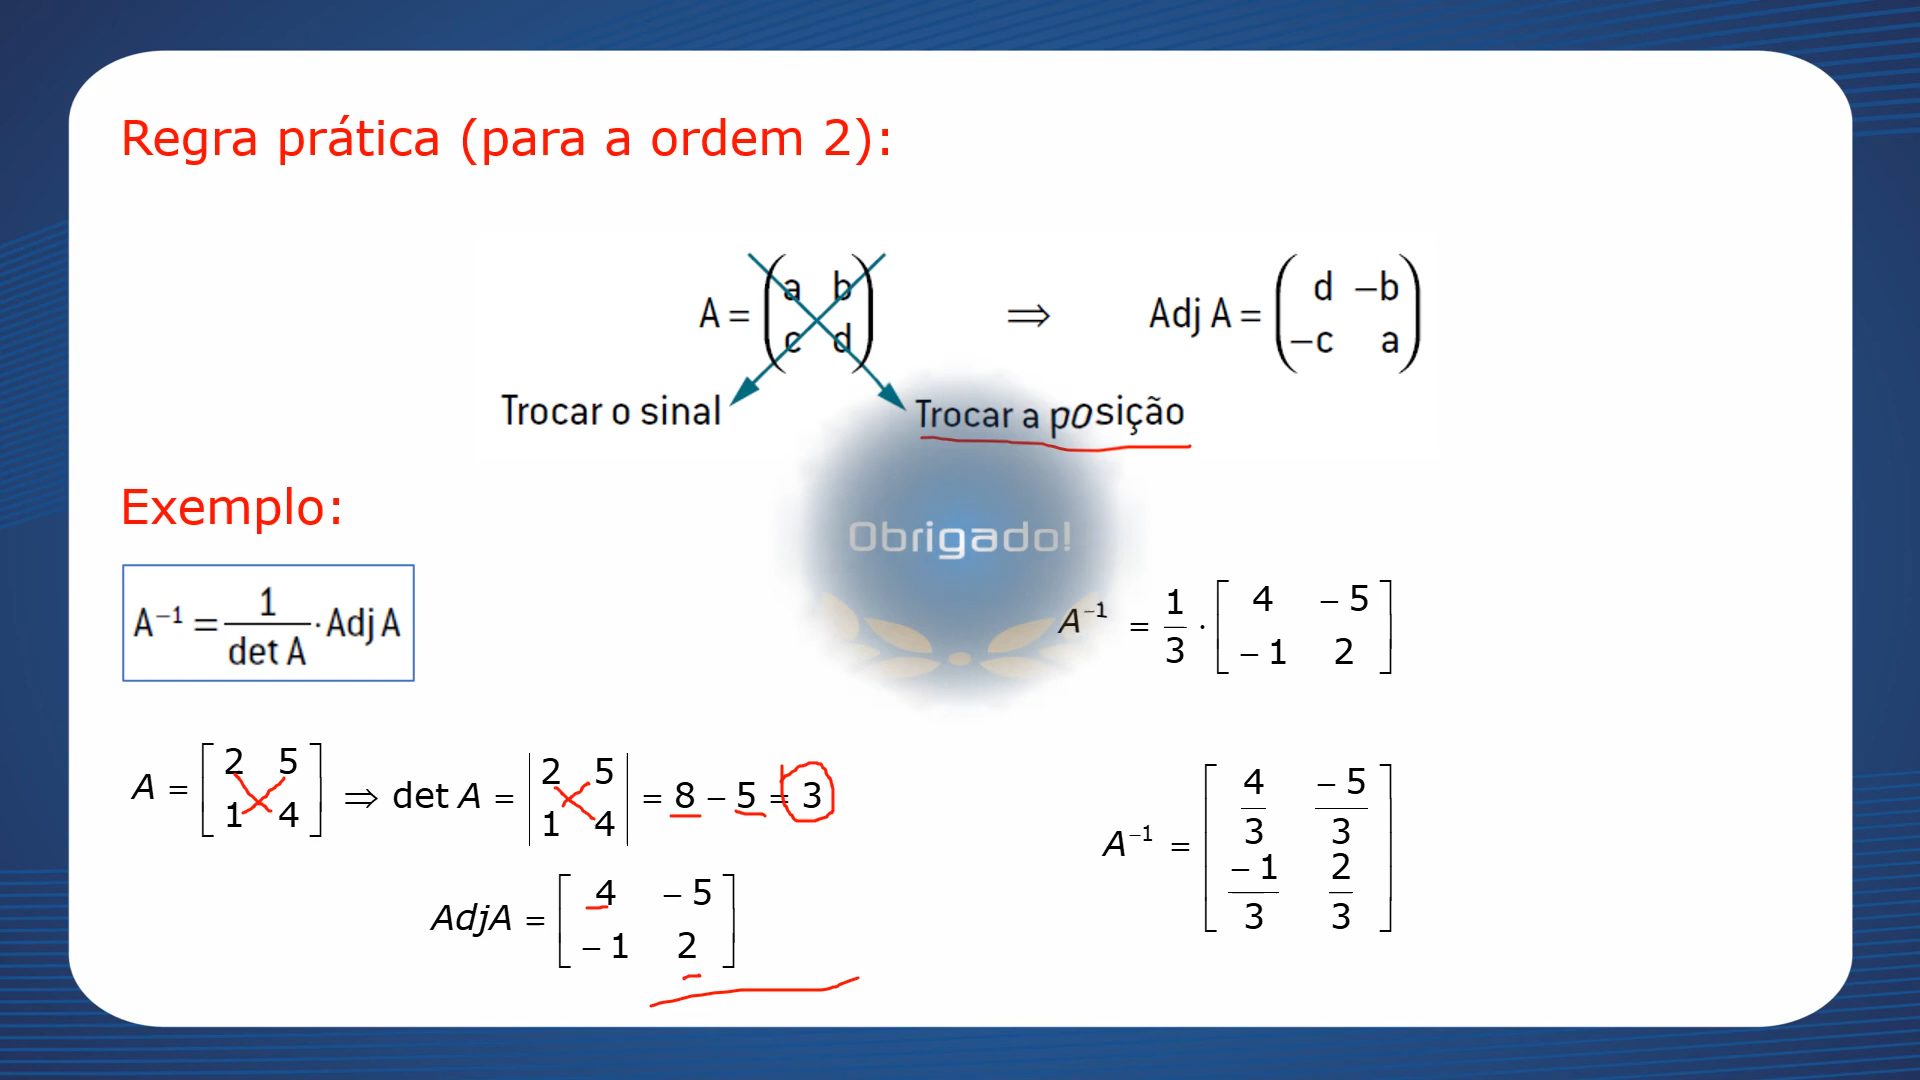 Regra prática (para a ordem 2):
A = ( a b ; c d ) ⇒ Adj A = ( d −b ; −c a )
Trocar o sinal Trocar a posição
Exemplo:
Obrigado!
A⁻¹ = 1/det A · Adj A
A⁻¹ = 1/3 · [ 4 −5 ; −1 2 ]
A = [ 2 5 ; 1 4 ] ⇒ det A = | 2 5 ; 1 4 | = 8 − 5 = 3
AdjA = [ 4 −5 ; −1 2 ]
A⁻¹ = [ 4/3 −5/3 ; −1/3 2/3 ]